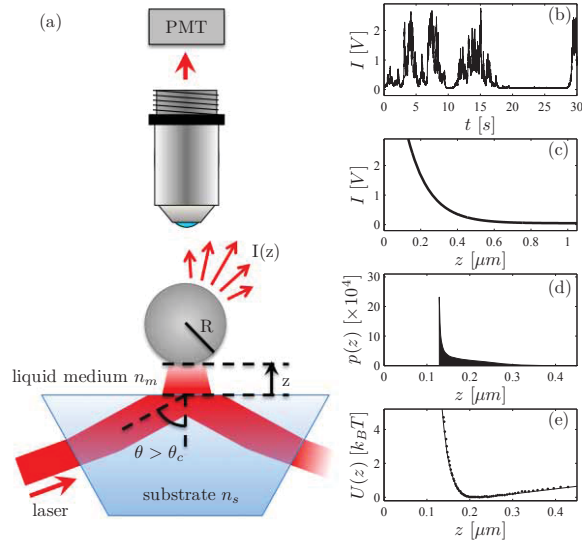 (a)
PMT
I(z)
R
liquid medium n_m
z
θ > θ_c
substrate n_s
laser
(b)
I [V]
2
1
0
0 5 10 15 20 25 30
t [s]
(c)
I [V]
2
1
0
0 0.2 0.4 0.6 0.8 1
z [μm]
(d)
p(z) [×10⁴]
30
20
10
0
0 0.1 0.2 0.3 0.4
z [μm]
(e)
U(z) [k_BT]
4
2
0
0 0.1 0.2 0.3 0.4
z [μm]